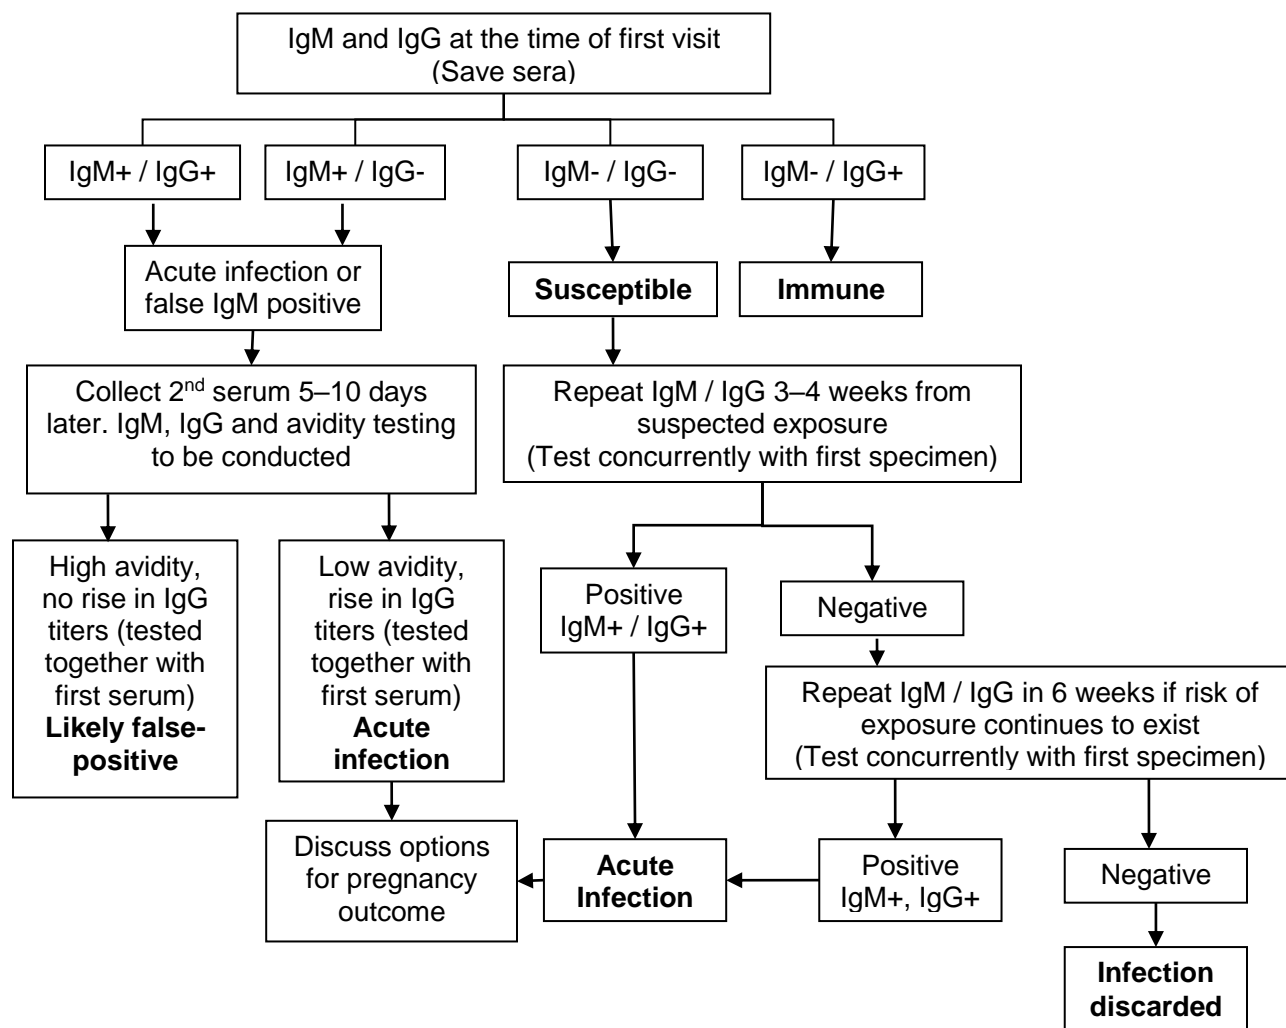 IgM and IgG at the time of first visit
(Save sera)
IgM+ / IgG+
IgM+ / IgG-
IgM- / IgG-
IgM- / IgG+
Acute infection or
false IgM positive
Susceptible
Immune
Collect 2nd serum 5–10 days
later. IgM, IgG and avidity testing
to be conducted
Repeat IgM / IgG 3–4 weeks from
suspected exposure
(Test concurrently with first specimen)
High avidity,
no rise in IgG
titers (tested
together with
first serum)
Likely false-
positive
Low avidity,
rise in IgG
titers (tested
together with
first serum)
Acute
infection
Positive
IgM+ / IgG+
Negative
Repeat IgM / IgG in 6 weeks if risk of
exposure continues to exist
(Test concurrently with first specimen)
Discuss options
for pregnancy
outcome
Acute
Infection
Positive
IgM+, IgG+
Negative
Infection
discarded